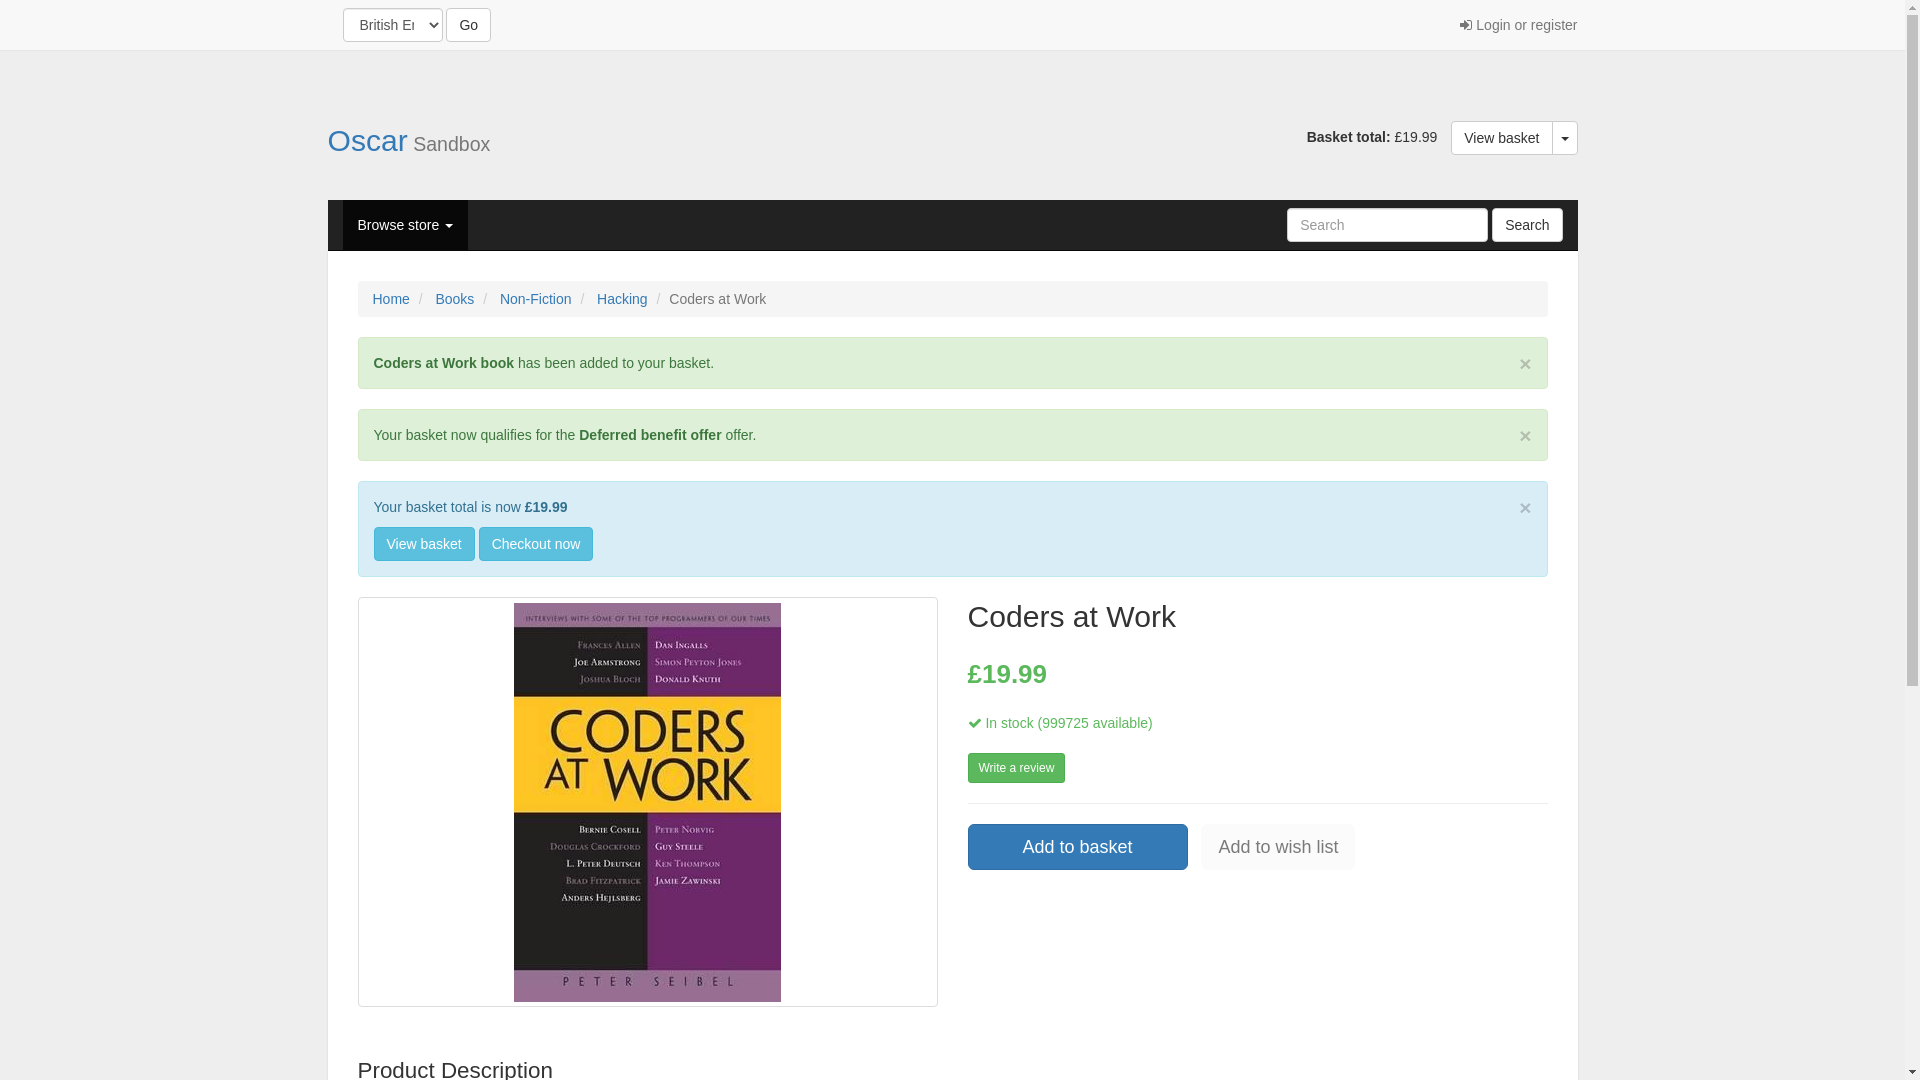 British En
Go
Login or register
Oscar Sandbox
Basket total: £19.99
View basket
Browse store
Search
Search
Home / Books / Non-Fiction / Hacking / Coders at Work
Coders at Work book has been added to your basket.
×
Your basket now qualifies for the Deferred benefit offer offer.
×
Your basket total is now £19.99
×
View basket
Checkout now
INTERVIEWS WITH SOME OF THE TOP PROGRAMMERS OF OUR TIMES
FRANCES ALLEN
JOE ARMSTRONG
JOSHUA BLOCH
DAN INGALLS
SIMON PEYTON JONES
DONALD KNUTH
CODERS
AT WORK
BERNIE COSELL
DOUGLAS CROCKFORD
L. PETER DEUTSCH
BRAD FITZPATRICK
ANDERS HEJLSBERG
PETER NORVIG
GUY STEELE
KEN THOMPSON
JAMIE ZAWINSKI
PETER SEIBEL
Coders at Work
£19.99
In stock (999725 available)
Write a review
Add to basket
Add to wish list
Product Description